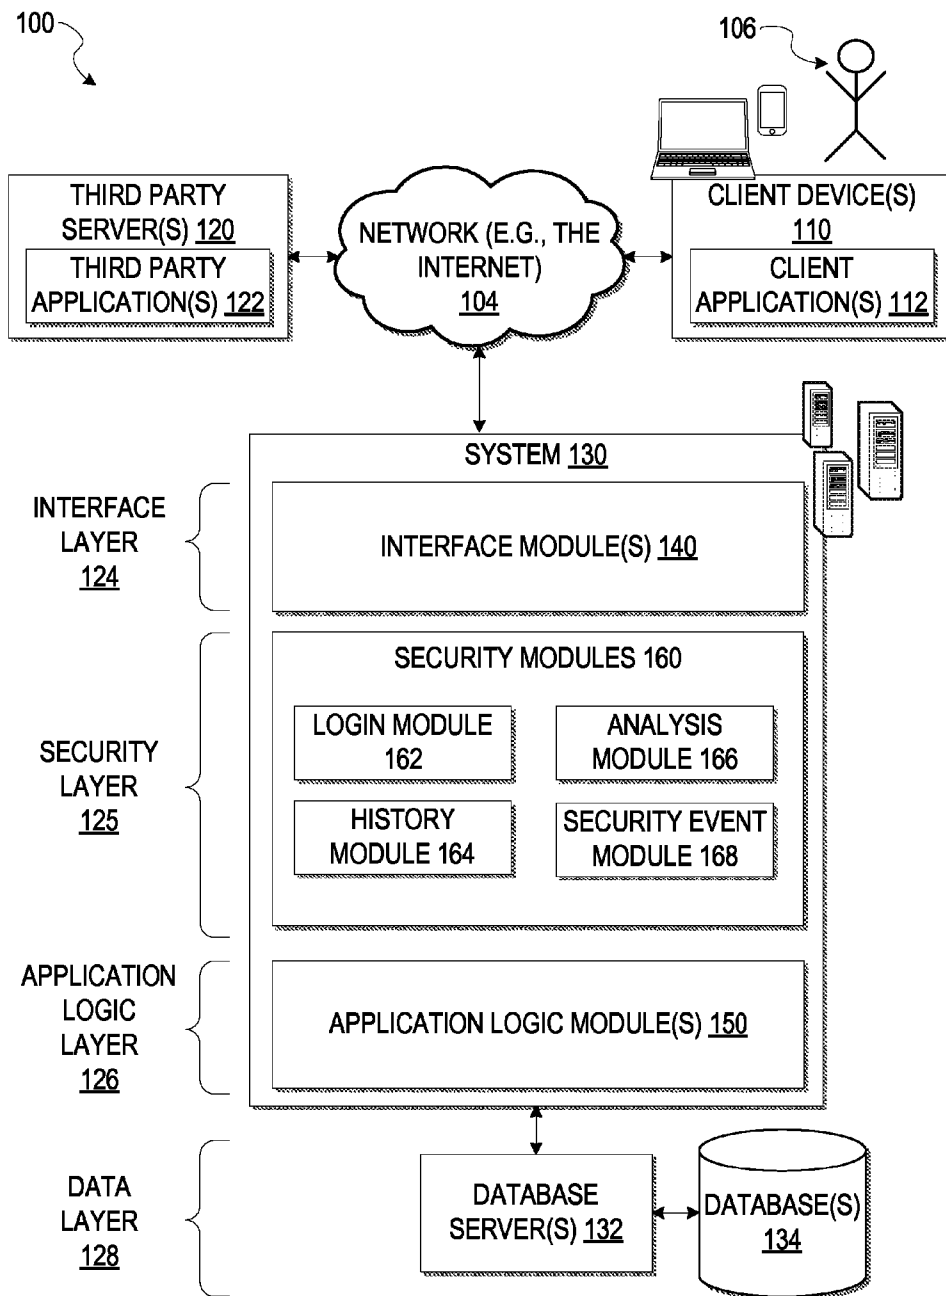 100
106
THIRD PARTY
SERVER(S) 120
THIRD PARTY
APPLICATION(S) 122
NETWORK (E.G., THE
INTERNET)
104
CLIENT DEVICE(S)
110
CLIENT
APPLICATION(S) 112
SYSTEM 130
INTERFACE
LAYER
124
INTERFACE MODULE(S) 140
SECURITY
LAYER
125
SECURITY MODULES 160
LOGIN MODULE
162
ANALYSIS
MODULE 166
HISTORY
MODULE 164
SECURITY EVENT
MODULE 168
APPLICATION
LOGIC
LAYER
126
APPLICATION LOGIC MODULE(S) 150
DATA
LAYER
128
DATABASE
SERVER(S) 132
DATABASE(S)
134